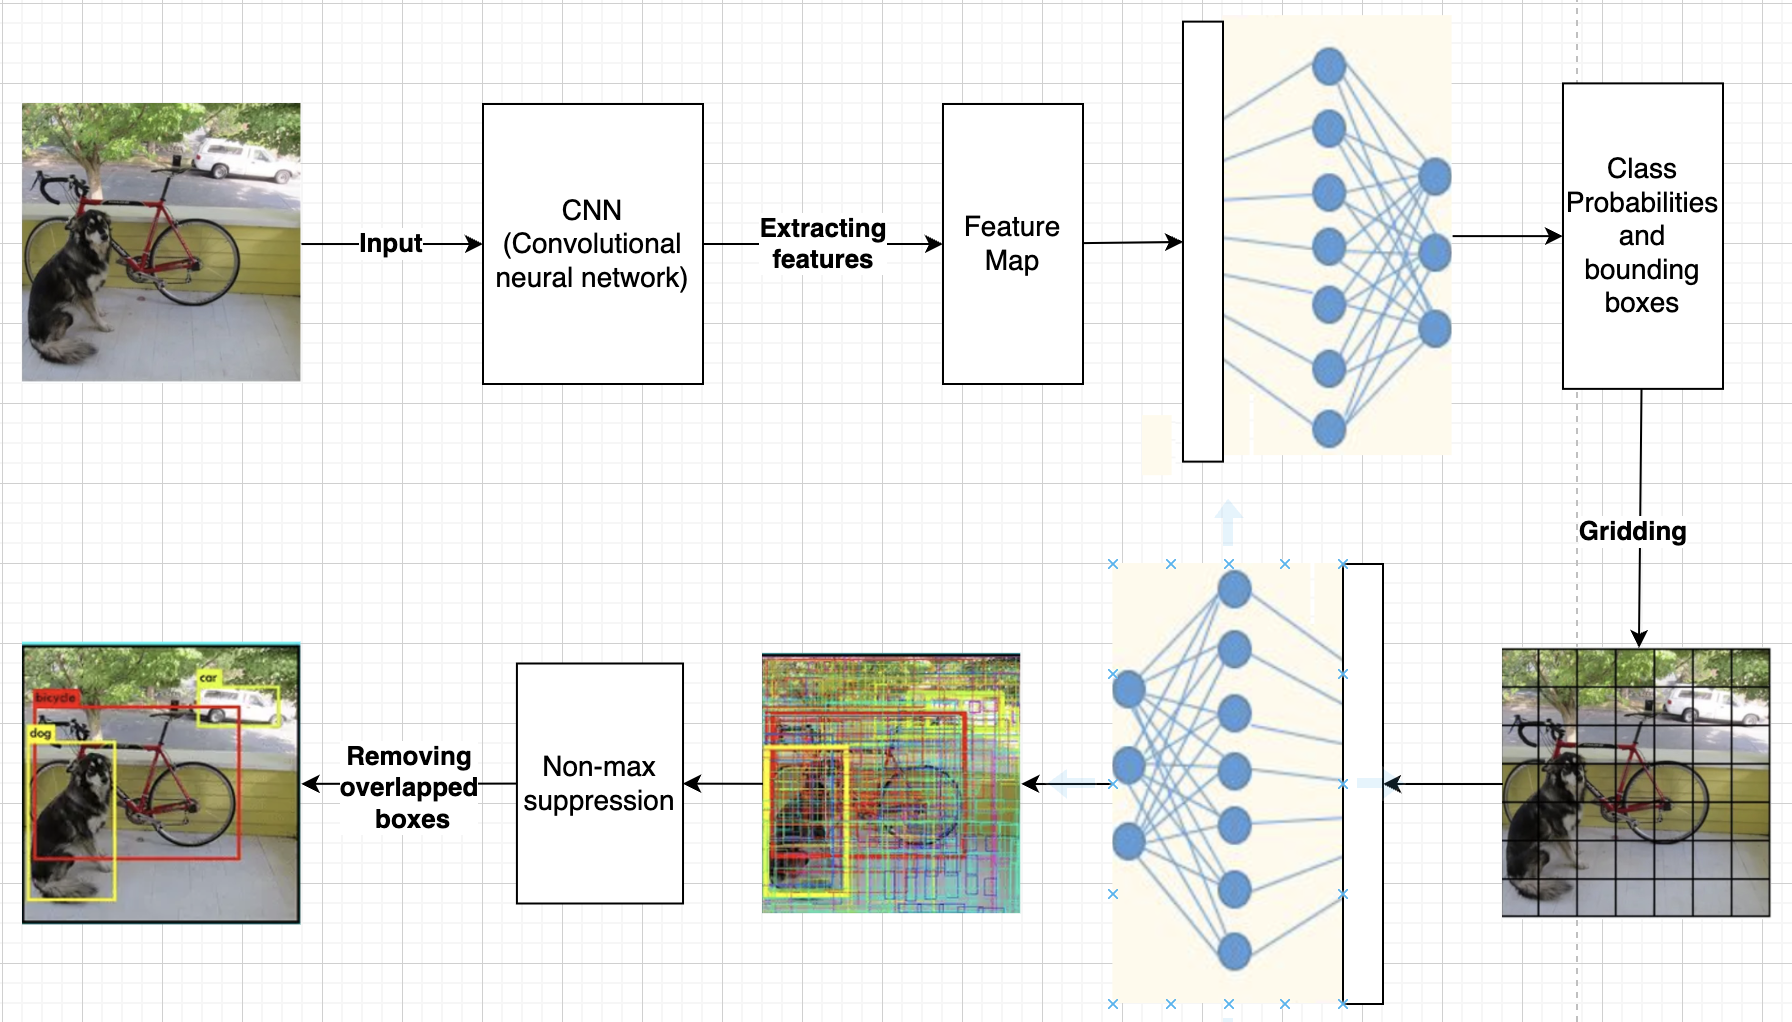 Input
CNN
(Convolutional
neural network)
Extracting
features
Feature
Map
Class
Probabilities
and
bounding
boxes
Gridding
bicycle
car
dog
Removing
overlapped
boxes
Non-max
suppression